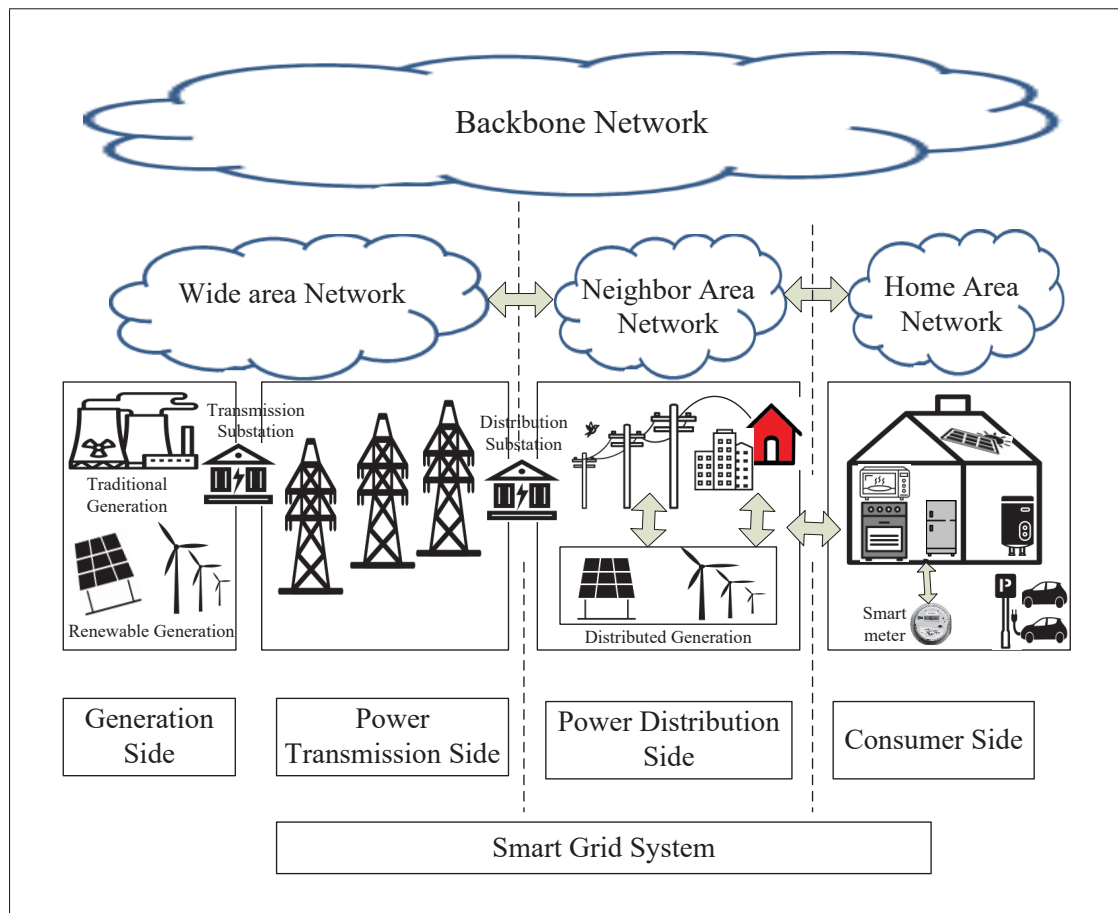 Backbone Network
Wide area Network
Neighbor Area
Network
Home Area
Network
Transmission
Substation
Distribution
Substation
Traditional
Generation
Renewable Generation
Distributed Generation
Smart
meter
P
Generation
Side
Power
Transmission Side
Power Distribution
Side
Consumer Side
Smart Grid System